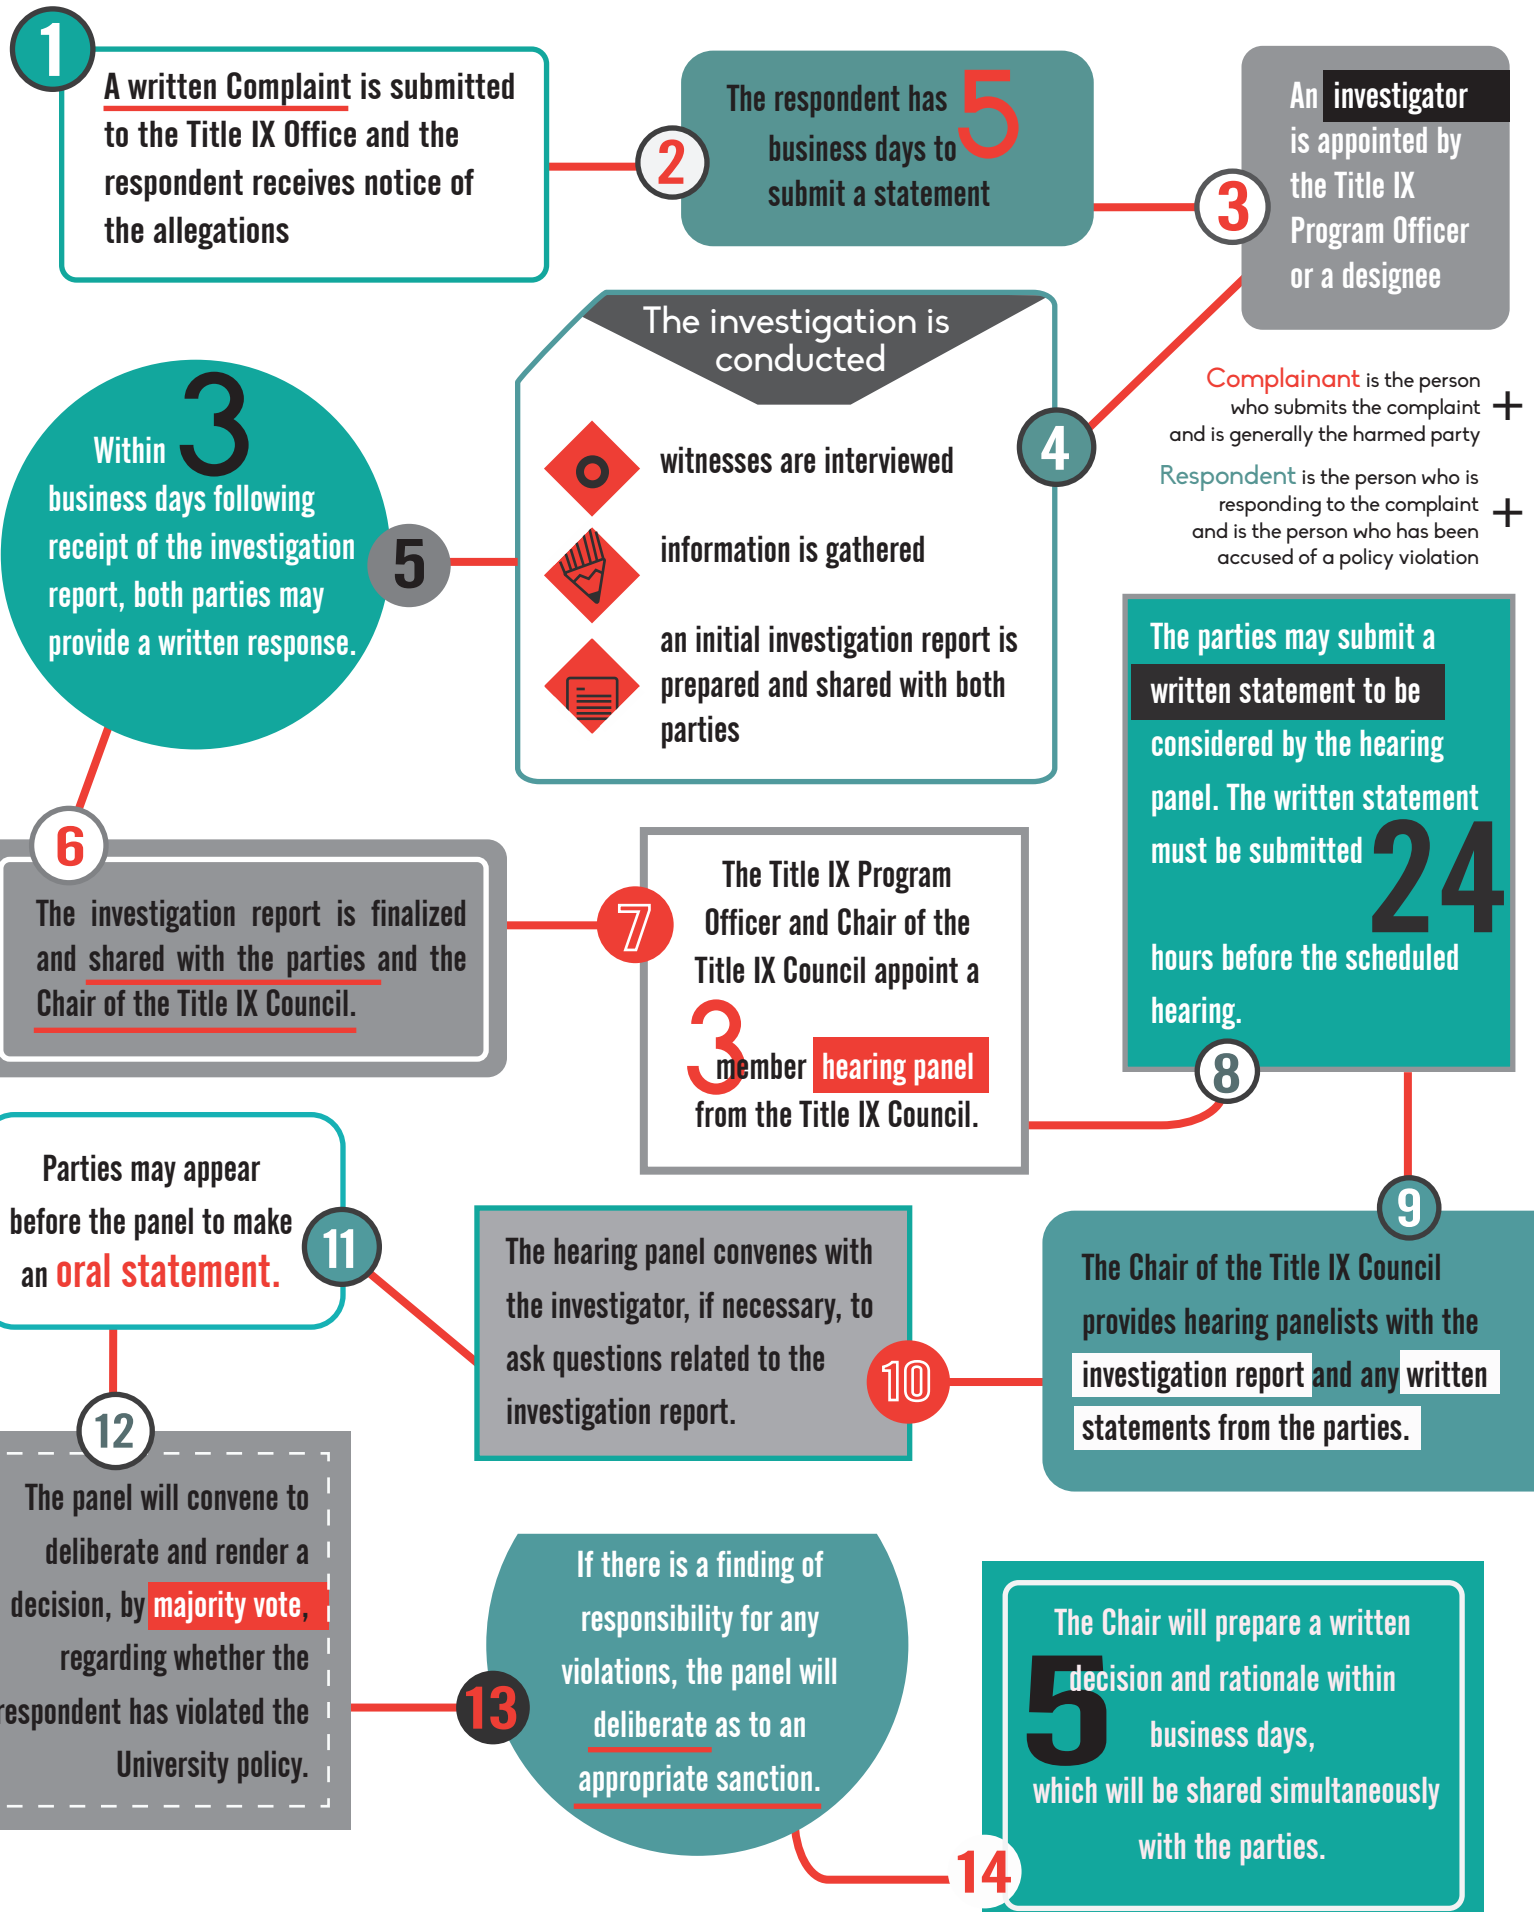 1
A written Complaint is submitted
to the Title IX Office and the
respondent receives notice of
the allegations
2
The respondent has 5
business days to
submit a statement
3
An investigator
is appointed by
the Title IX
Program Officer
or a designee
Complainant is the person
who submits the complaint +
and is generally the harmed party
Respondent is the person who is
responding to the complaint +
and is the person who has been
accused of a policy violation
4
The investigation is
conducted
witnesses are interviewed
information is gathered
an initial investigation report is
prepared and shared with both
parties
5
Within 3
business days following
receipt of the investigation
report, both parties may
provide a written response.
6
The investigation report is finalized
and shared with the parties and the
Chair of the Title IX Council.
7
The Title IX Program
Officer and Chair of the
Title IX Council appoint a
3 member hearing panel
from the Title IX Council.
8
The parties may submit a
written statement to be
considered by the hearing
panel. The written statement
must be submitted 24
hours before the scheduled
hearing.
9
The Chair of the Title IX Council
provides hearing panelists with the
investigation report and any written
statements from the parties.
10
The hearing panel convenes with
the investigator, if necessary, to
ask questions related to the
investigation report.
11
Parties may appear
before the panel to make
an oral statement.
12
The panel will convene to
deliberate and render a
decision, by majority vote,
regarding whether the
respondent has violated the
University policy.
13
If there is a finding of
responsibility for any
violations, the panel will
deliberate as to an
appropriate sanction.
14
The Chair will prepare a written
decision and rationale within
5 business days,
which will be shared simultaneously
with the parties.